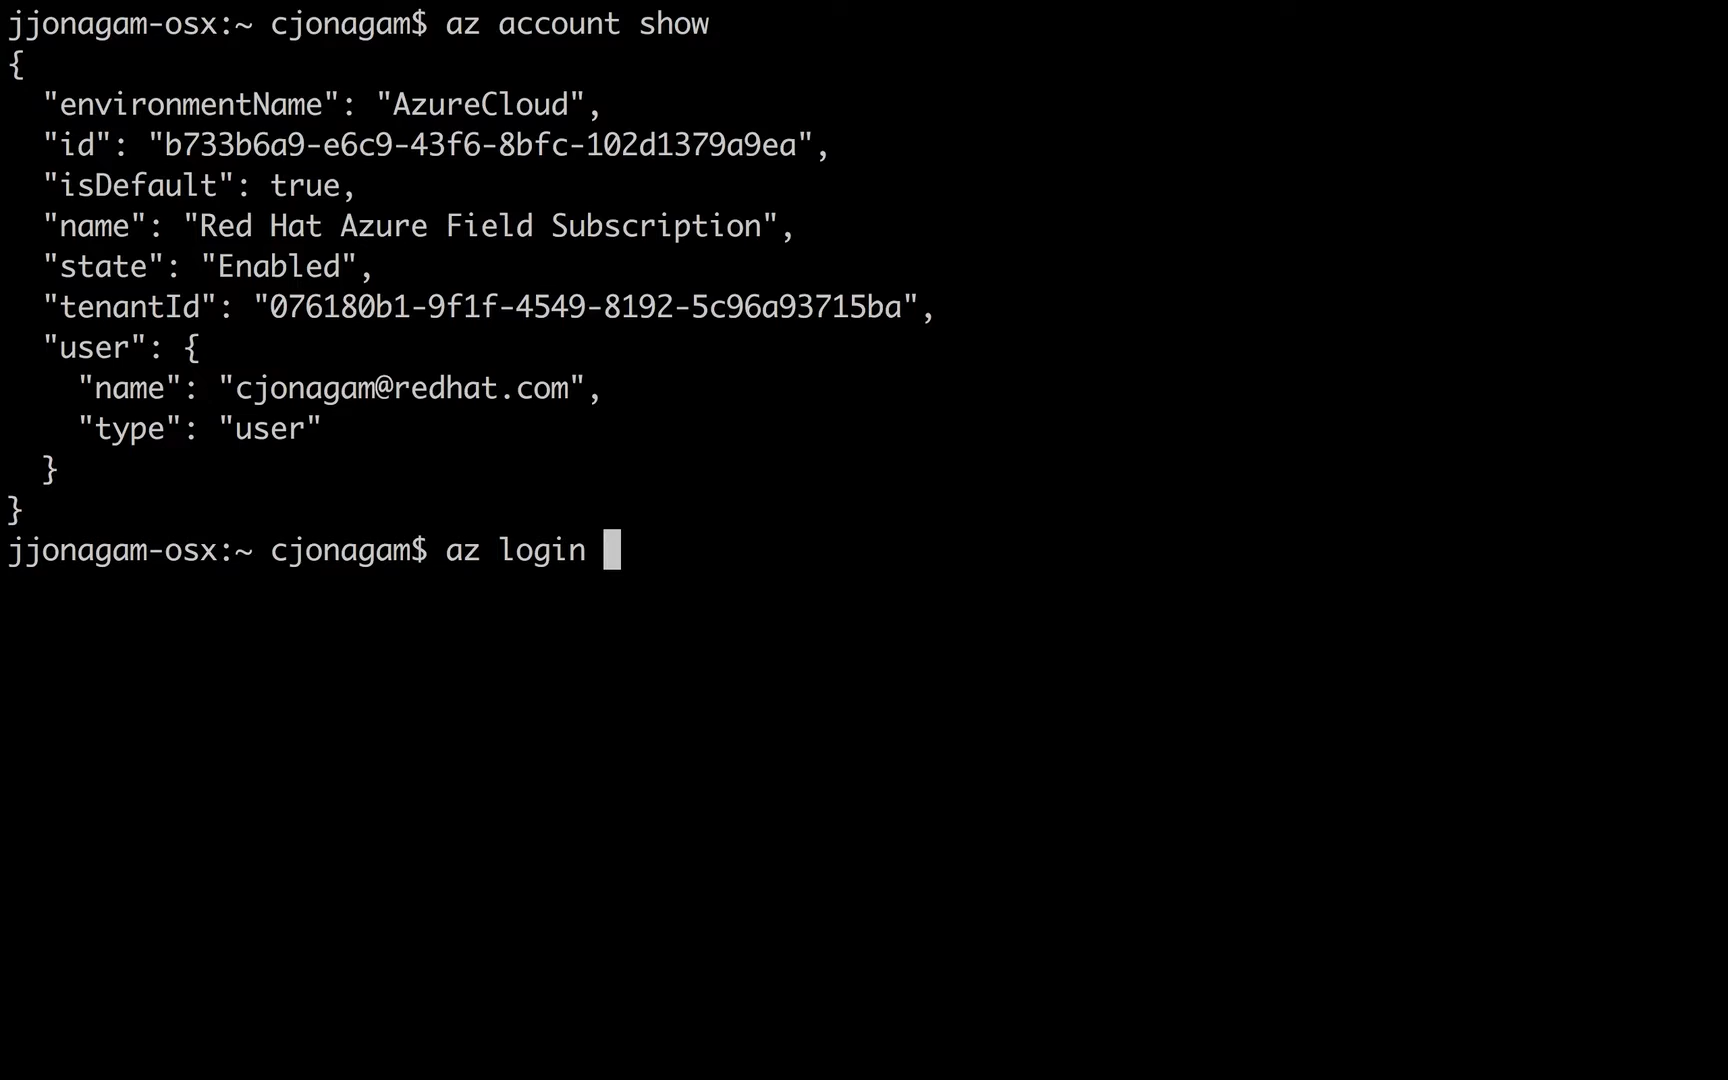 jjonagam-osx:~ cjonagam$ az account show
{
  "environmentName": "AzureCloud",
  "id": "b733b6a9-e6c9-43f6-8bfc-102d1379a9ea",
  "isDefault": true,
  "name": "Red Hat Azure Field Subscription",
  "state": "Enabled",
  "tenantId": "076180b1-9f1f-4549-8192-5c96a93715ba",
  "user": {
    "name": "cjonagam@redhat.com",
    "type": "user"
  }
}
jjonagam-osx:~ cjonagam$ az login